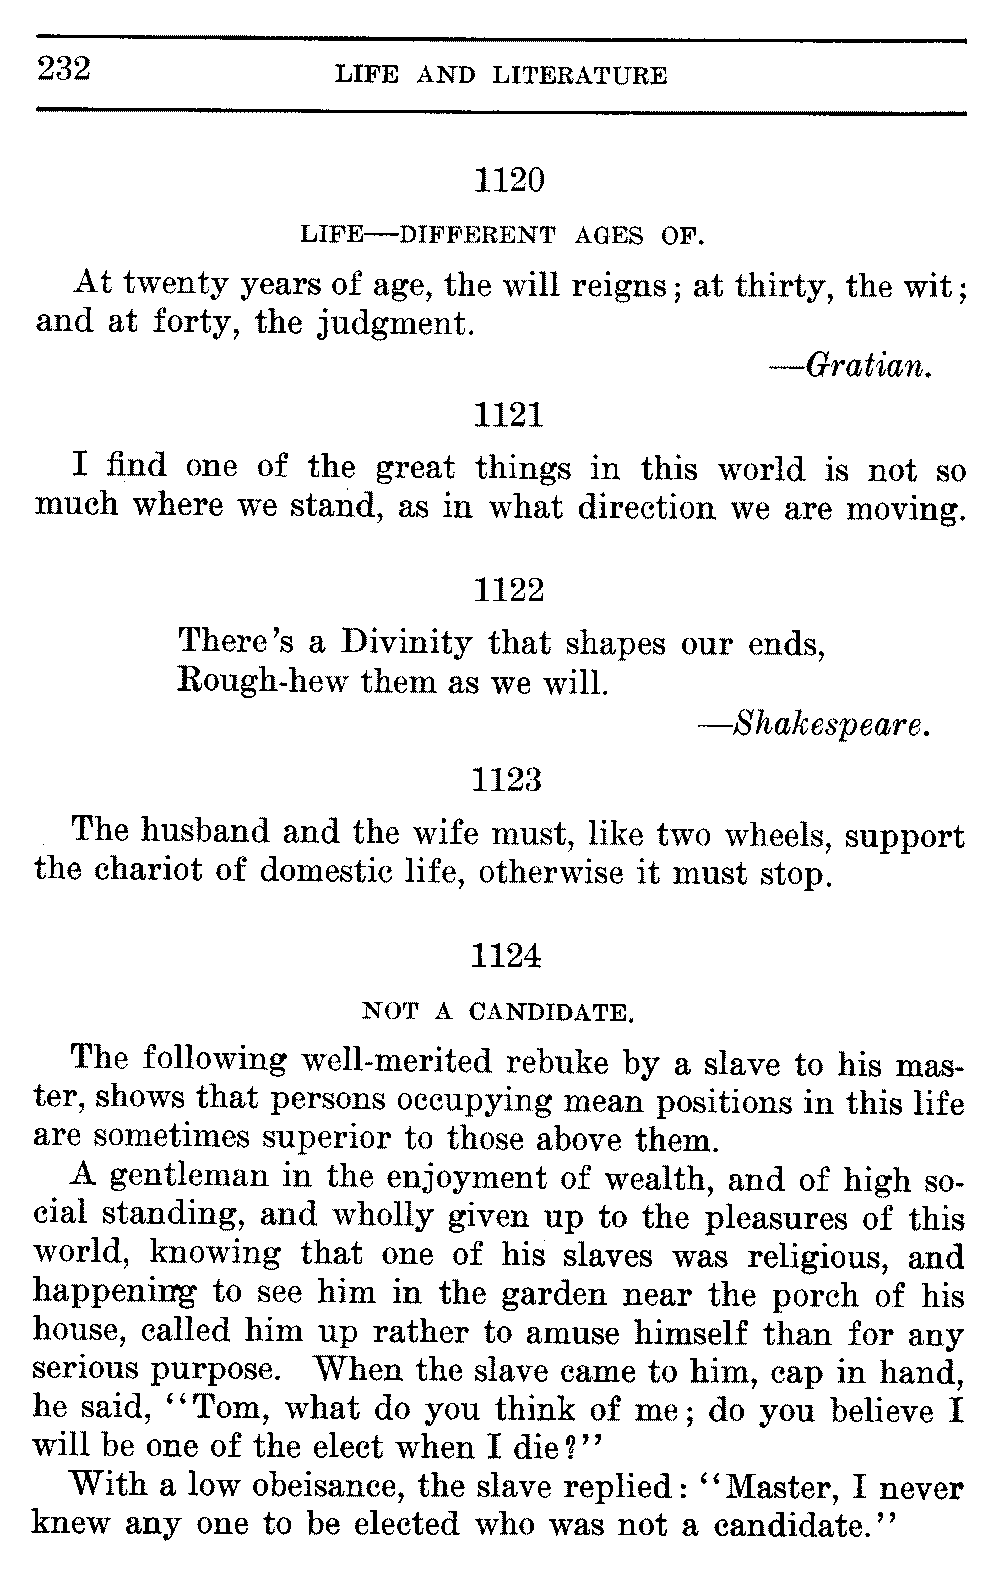 232 LIFE AND LITERATURE
1120
LIFE—DIFFERENT AGES OF.
At twenty years of age, the will reigns; at thirty, the wit;
and at forty, the judgment.
—Gratian.
1121
I find one of the great things in this world is not so
much where we stand, as in what direction we are moving.
1122
There's a Divinity that shapes our ends,
Rough-hew them as we will.
—Shakespeare.
1123
The husband and the wife must, like two wheels, support
the chariot of domestic life, otherwise it must stop.
1124
NOT A CANDIDATE.
The following well-merited rebuke by a slave to his mas-
ter, shows that persons occupying mean positions in this life
are sometimes superior to those above them.
A gentleman in the enjoyment of wealth, and of high so-
cial standing, and wholly given up to the pleasures of this
world, knowing that one of his slaves was religious, and
happening to see him in the garden near the porch of his
house, called him up rather to amuse himself than for any
serious purpose. When the slave came to him, cap in hand,
he said, "Tom, what do you think of me; do you believe I
will be one of the elect when I die?"
With a low obeisance, the slave replied: "Master, I never
knew any one to be elected who was not a candidate."